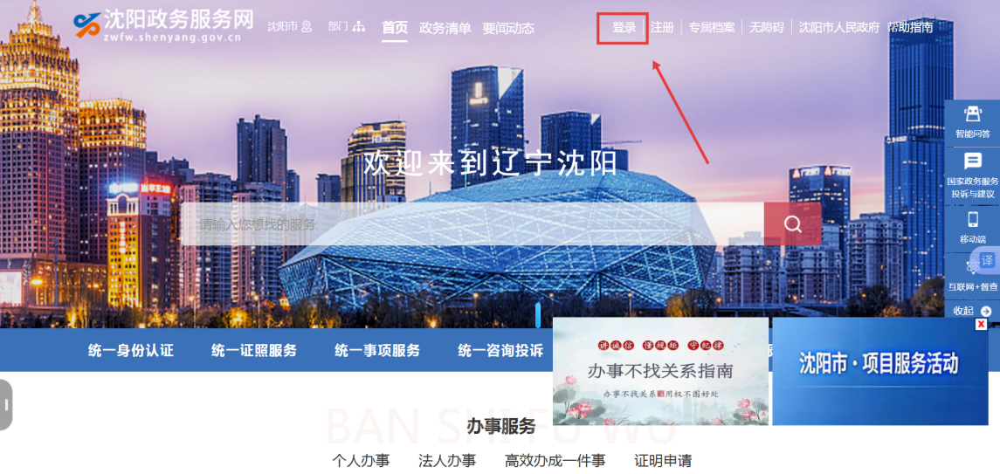 沈阳政务服务网
zwfw.shenyang.gov.cn
沈阳市 部门 首页 政务清单 要闻动态 登录 注册 专属档案 无障碍 沈阳市人民政府 帮助指南
欢迎来到辽宁沈阳
请输入您想找的服务
智能问答
国家政务服务
投诉与建议
移动端
译
互联网+督查
收起
X
统一身份认证 统一证照服务 统一事项服务 统一咨询投诉
讲诚信 懂规矩 守纪律
办事不找关系指南
办事不找关系 用权不图好处
沈阳市·项目服务活动
BAN SHI FU WU
办事服务
个人办事 法人办事 高效办成一件事 证明申请